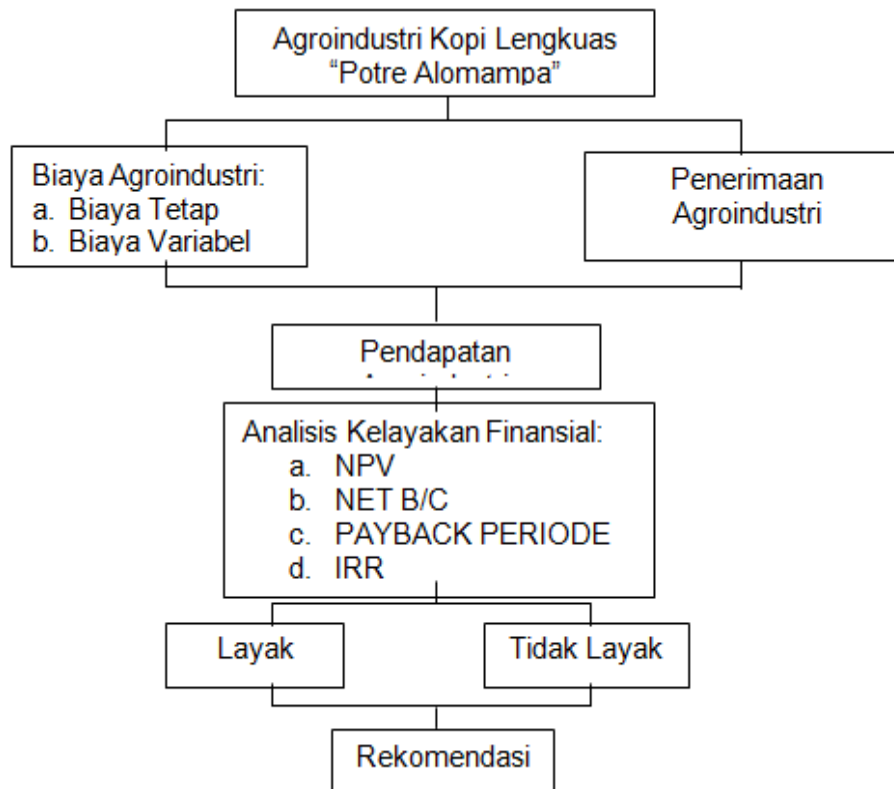 Agroindustri Kopi Lengkuas
“Potre Alomampa”
Biaya Agroindustri:
a. Biaya Tetap
b. Biaya Variabel
Penerimaan
Agroindustri
Pendapatan
Analisis Kelayakan Finansial:
a. NPV
b. NET B/C
c. PAYBACK PERIODE
d. IRR
Layak
Tidak Layak
Rekomendasi